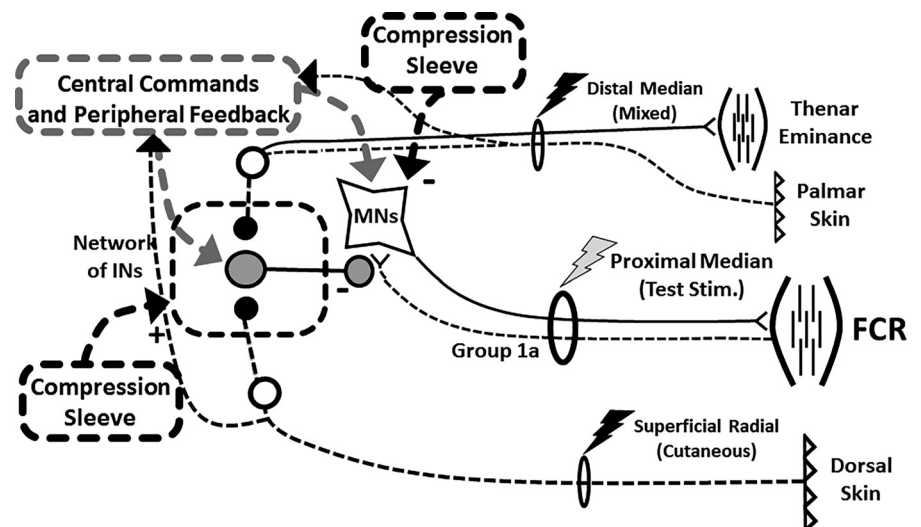 Compression
Sleeve
Central Commands
and Peripheral Feedback
Distal Median
(Mixed)
Thenar
Eminance
-
MNs
Palmar
Skin
Network
of INs
Proximal Median
(Test Stim.)
-
Group 1a
FCR
+
Compression
Sleeve
Superficial Radial
(Cutaneous)
Dorsal
Skin